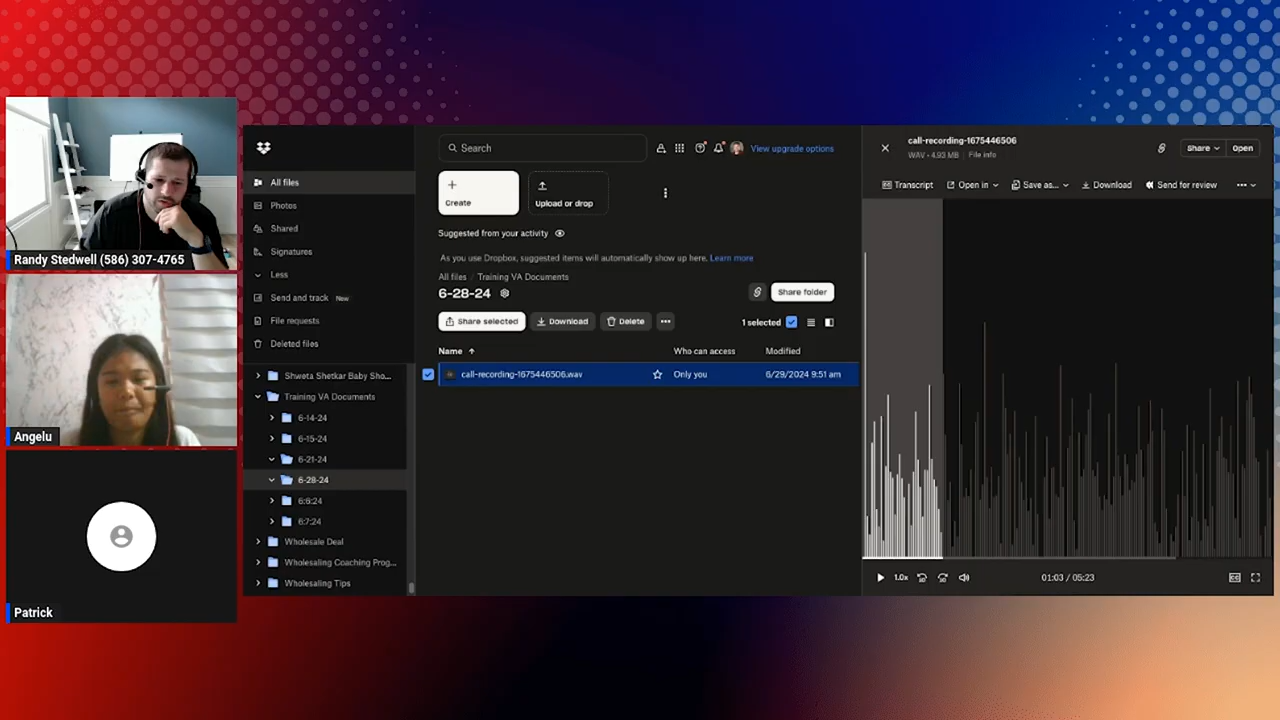 Randy Stedwell (586) 307-4765
Angelu
Patrick
All files
Photos
Shared
Signatures
Less
Send and track New
File requests
Deleted files
Shweta Shetkar Baby Sho...
Training VA Documents
6-14-24
6-15-24
6-21-24
6-28-24
6:6:24
6:7:24
Wholesale Deal
Wholesaling Coaching Prog...
Wholesaling Tips
Search
View upgrade options
Create
Upload or drop
Suggested from your activity
As you use Dropbox, suggested items will automatically show up here. Learn more
All files / Training VA Documents
6-28-24
Share folder
Share selected
Download
Delete
1 selected
Name
Who can access
Modified
call-recording-1675446506.wav
Only you
6/29/2024 9:51 am
call-recording-1675446506
WAV • 4.93 MB
File info
Share
Open
Transcript
Open in
Save as...
Download
Send for review
1.0x
01:03 / 05:23